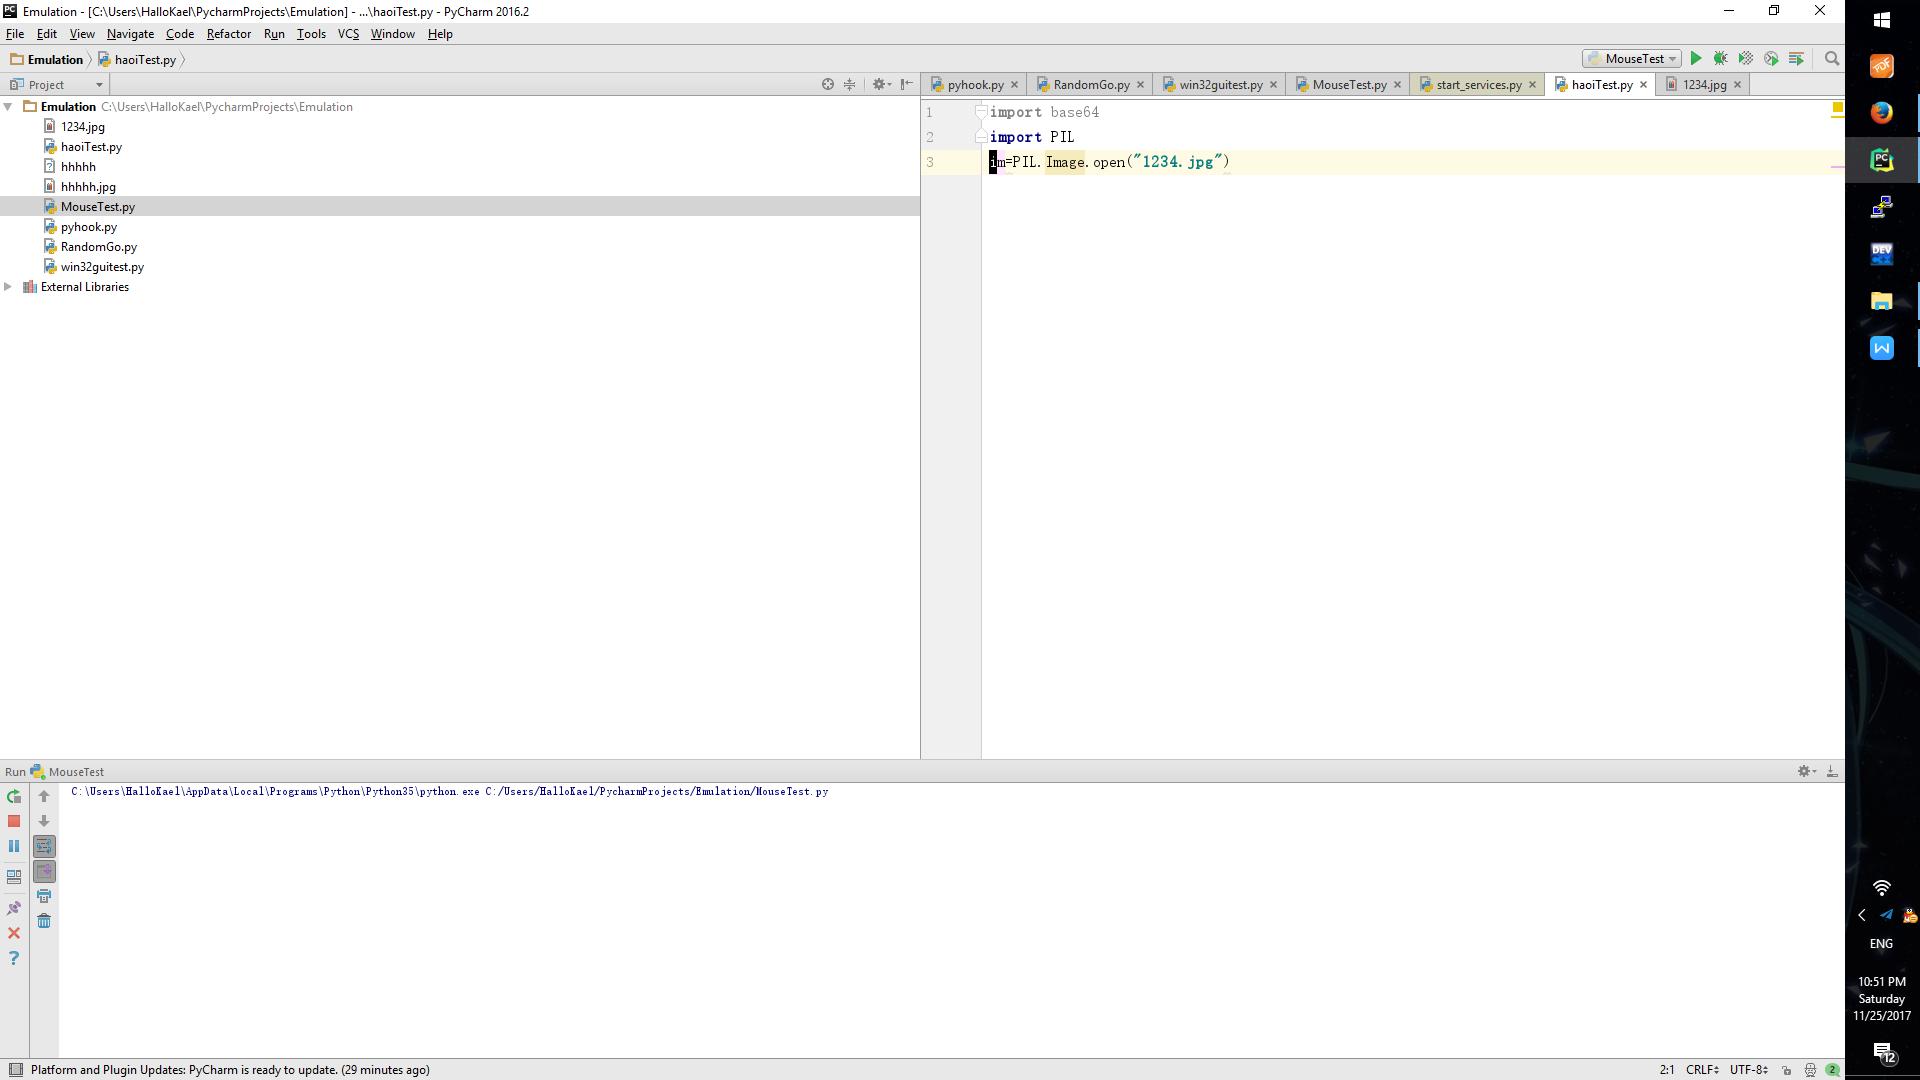 Emulation - [C:\Users\HalloKael\PycharmProjects\Emulation] - ...\haoiTest.py - PyCharm 2016.2
File Edit View Navigate Code Refactor Run Tools VCS Window Help
Emulation haoiTest.py
MouseTest
Project
pyhook.py RandomGo.py win32guitest.py MouseTest.py start_services.py haoiTest.py 1234.jpg
Emulation C:\Users\HalloKael\PycharmProjects\Emulation
1234.jpg
haoiTest.py
hhhhh
hhhhh.jpg
MouseTest.py
pyhook.py
RandomGo.py
win32guitest.py
External Libraries
1 import base64
2 import PIL
3 im=PIL.Image.open("1234.jpg")
Run MouseTest
C:\Users\HalloKael\AppData\Local\Programs\Python\Python35\python.exe C:/Users/HalloKael/PycharmProjects/Emulation/MouseTest.py
Platform and Plugin Updates: PyCharm is ready to update. (29 minutes ago)
2:1 CRLF UTF-8 2
PDF
PC
DEV
ENG
10:51 PM
Saturday
11/25/2017
12